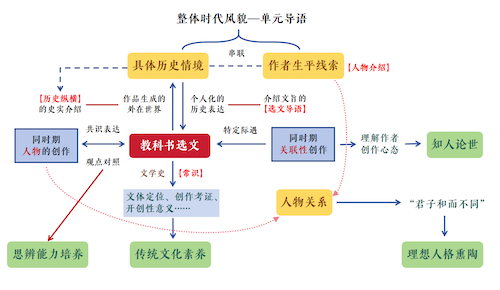 整体时代风貌—单元导语
串联
具体历史情境
作者生平线索
【人物介绍】
【历史纵横】
的史实介绍
作品生成的
外在世界
个人化的
历史表达
介绍文旨的
【选文导语】
同时期
人物的创作
共识表达
观点对照
教科书选文
特定际遇
同时期
关联性创作
理解作者
创作心态
知人论世
文学史
【常识】
文体定位、创作考证、
开创性意义……
人物关系
“君子和而不同”
思辨能力培养
传统文化素养
理想人格熏陶